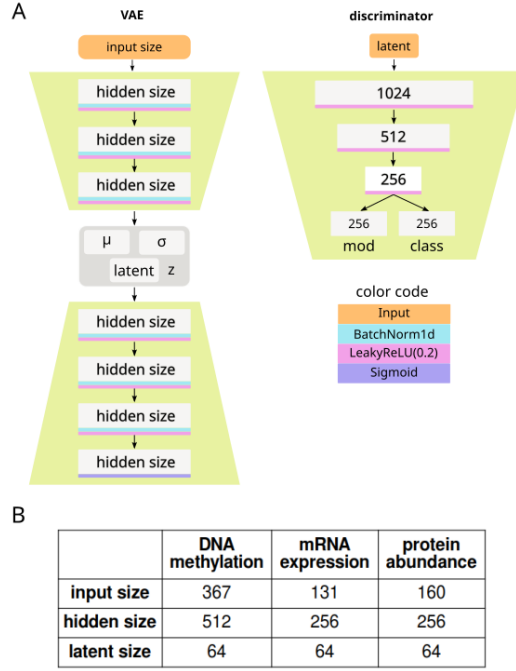 A
VAE
input size
hidden size
hidden size
hidden size
μ σ
latent z
hidden size
hidden size
hidden size
hidden size
discriminator
latent
1024
512
256
256 256
mod class
color code
Input
BatchNorm1d
LeakyReLU(0.2)
Sigmoid
B
DNA methylation mRNA expression protein abundance
input size 367 131 160
hidden size 512 256 256
latent size 64 64 64